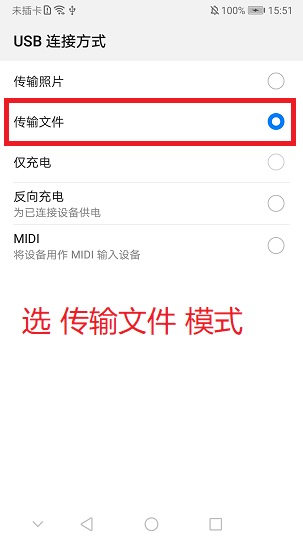 未插卡 100% 15:51
USB 连接方式
传输照片
传输文件
仅充电
反向充电
为已连接设备供电
MIDI
将设备用作 MIDI 输入设备
选 传输文件 模式